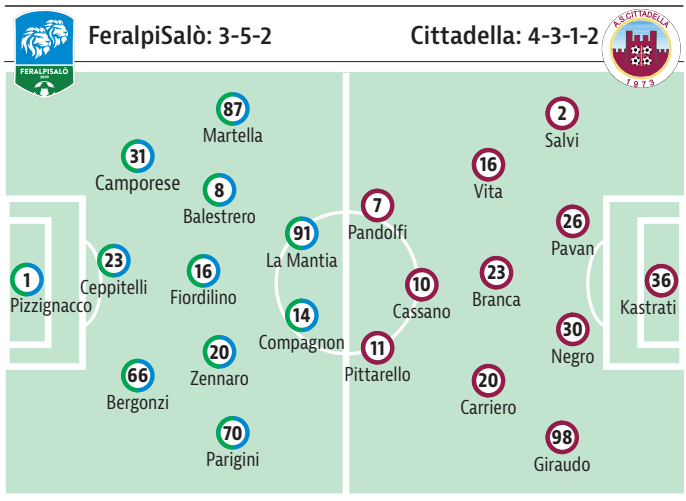 FeralpiSalò: 3-5-2
Cittadella: 4-3-1-2
FERALPISALÒ
2009
A.S.CITTADELLA
1973
87
Martella
2
Salvi
31
Camporese
16
Vita
8
Balestrero
7
Pandolfi
26
Pavan
91
La Mantia
23
Ceppitelli
16
Fiordilino
1
Pizzignacco
10
Cassano
23
Branca
36
Kastrati
14
Compagnon
11
Pittarello
30
Negro
20
Zennaro
66
Bergonzi
20
Carriero
70
Parigini
98
Giraudo